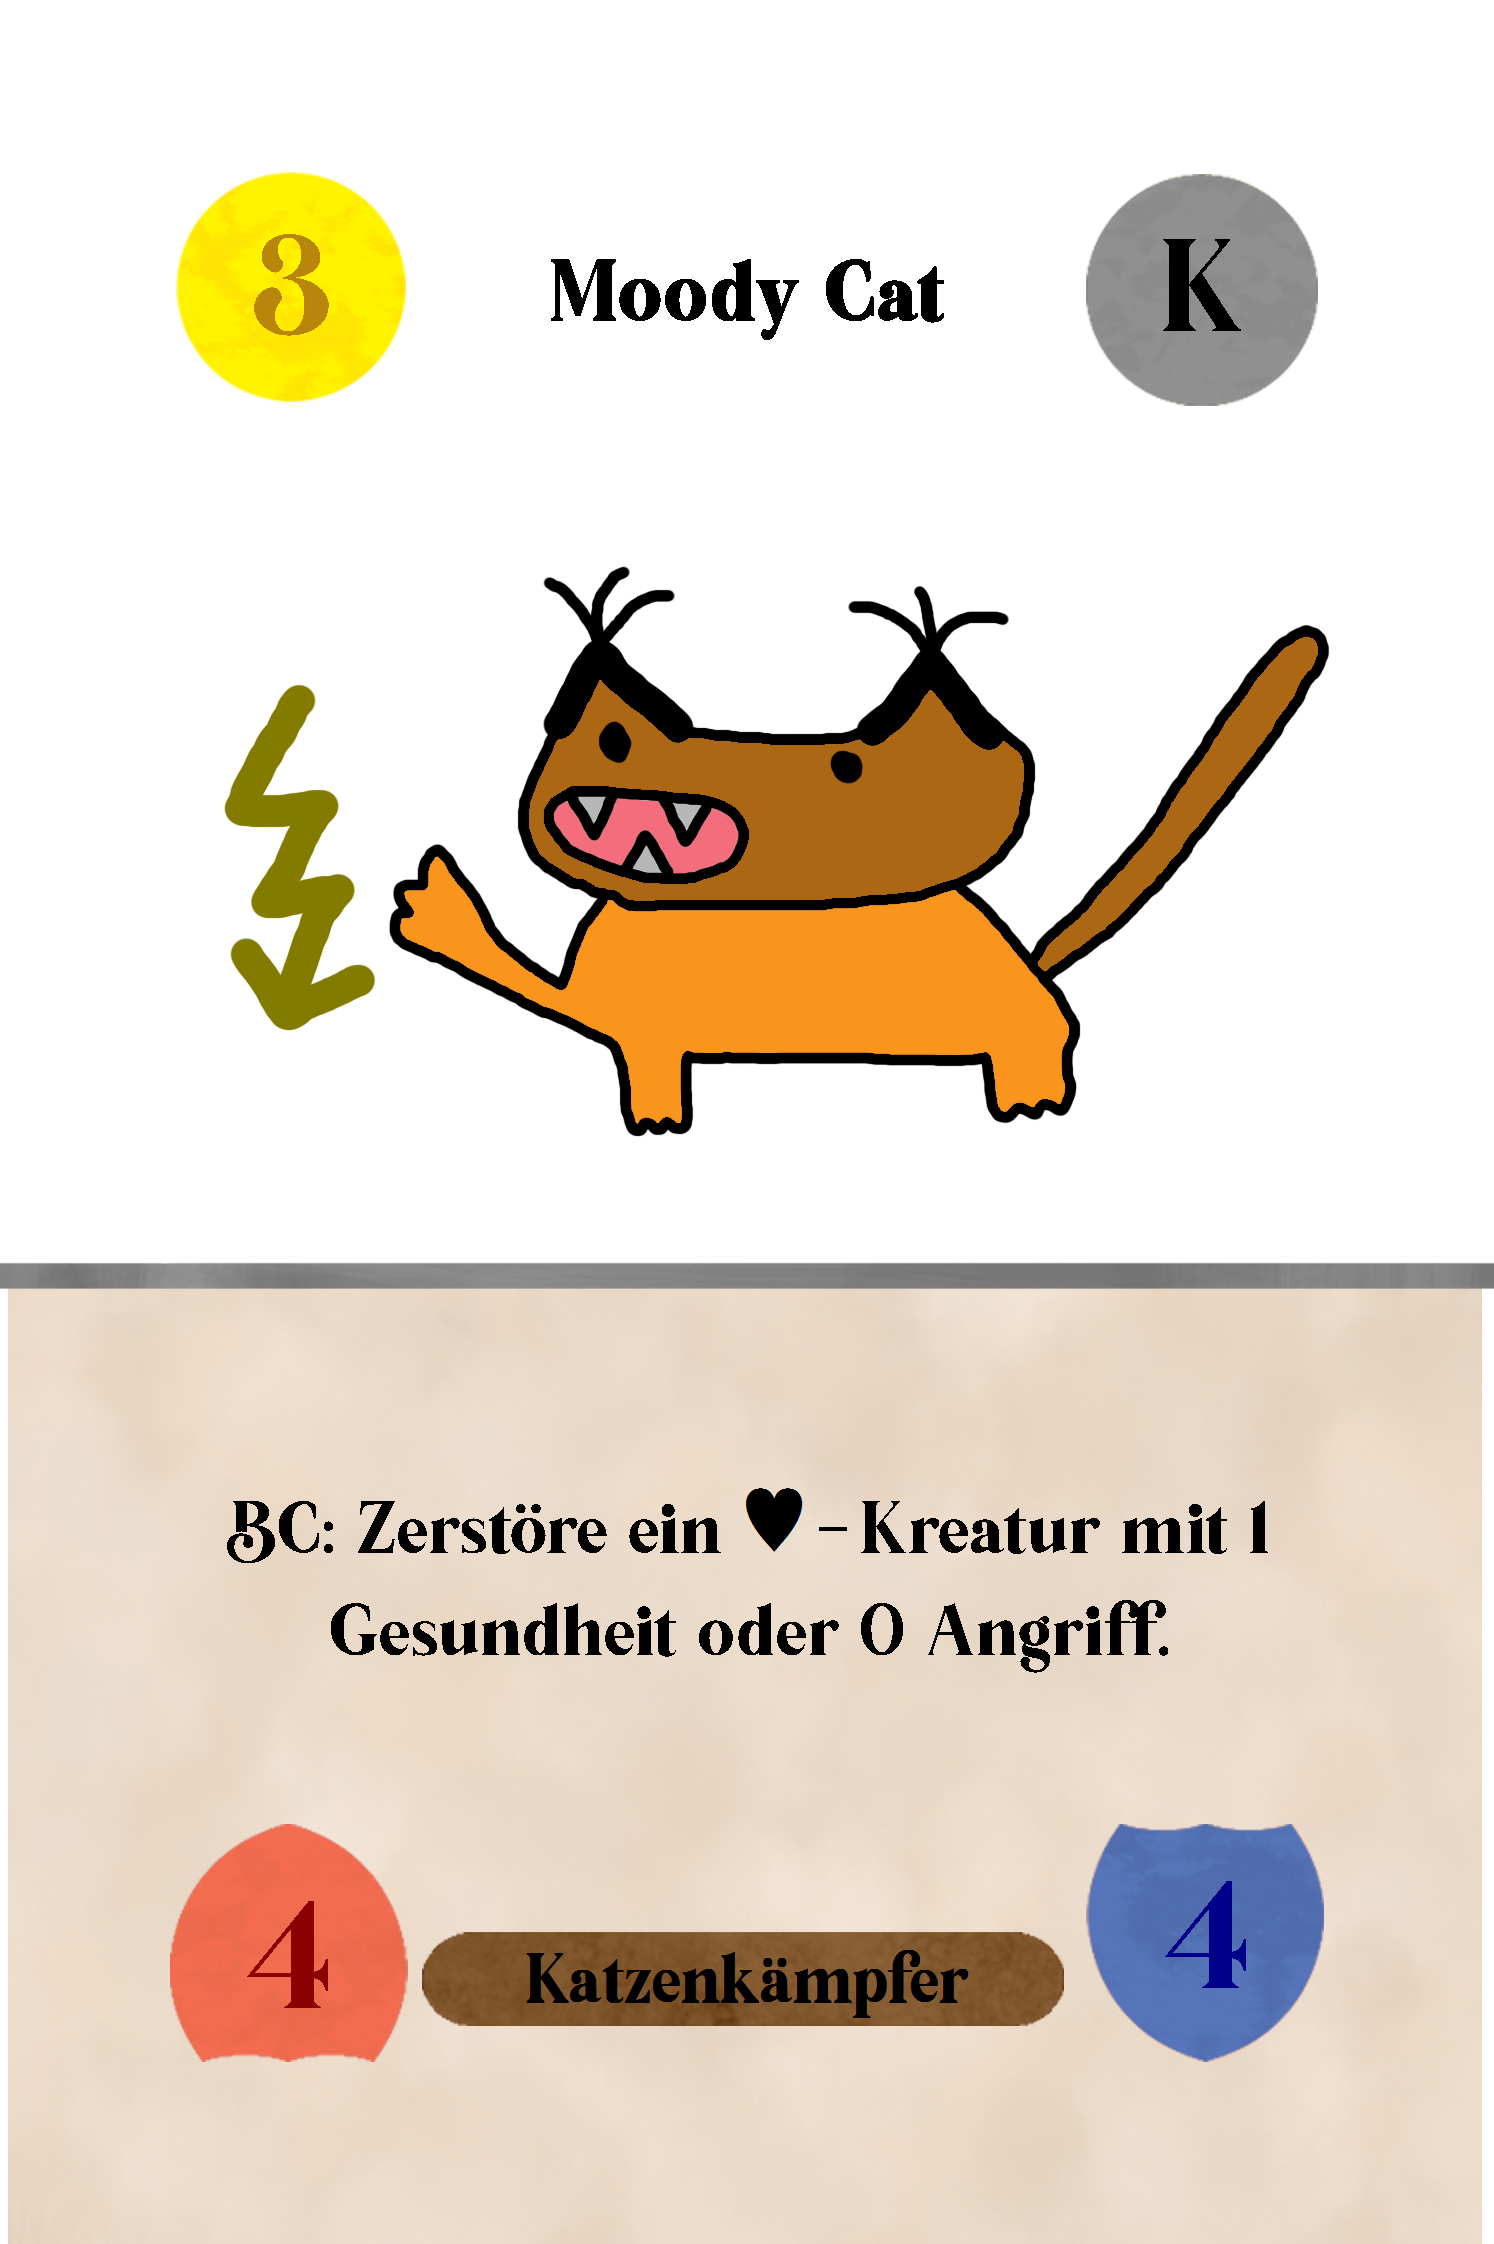 3 Moody Cat K
BC: Zerstöre ein ♥ - Kreatur mit 1
Gesundheit oder 0 Angriff.
4 Katzenkämpfer 4